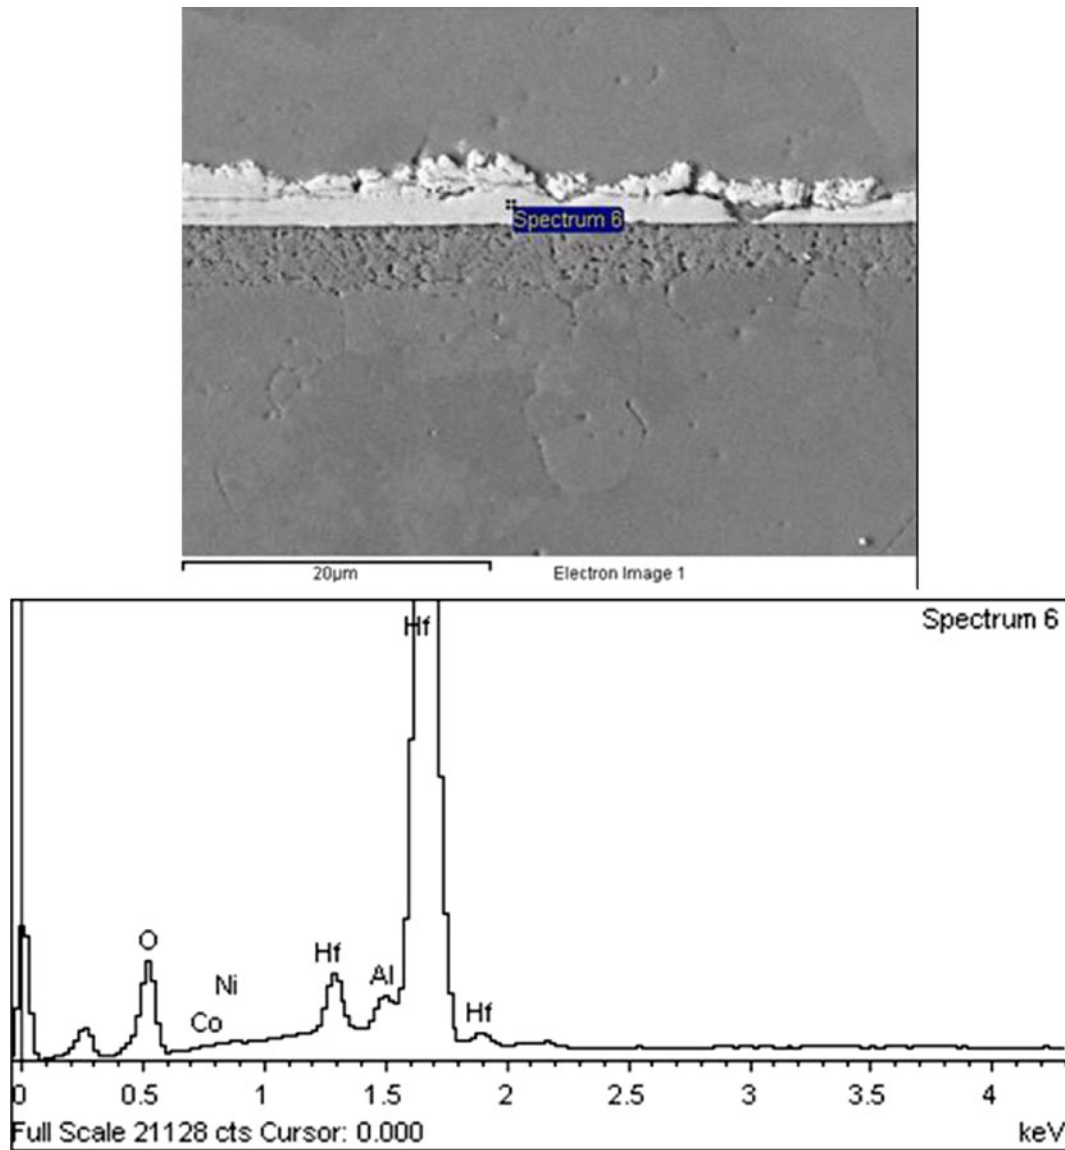 Spectrum 6
20µm
Electron Image 1
Spectrum 6
Hf
O
Hf
Al
Ni
Hf
Co
0 0.5 1 1.5 2 2.5 3 3.5 4
Full Scale 21128 cts Cursor: 0.000 keV